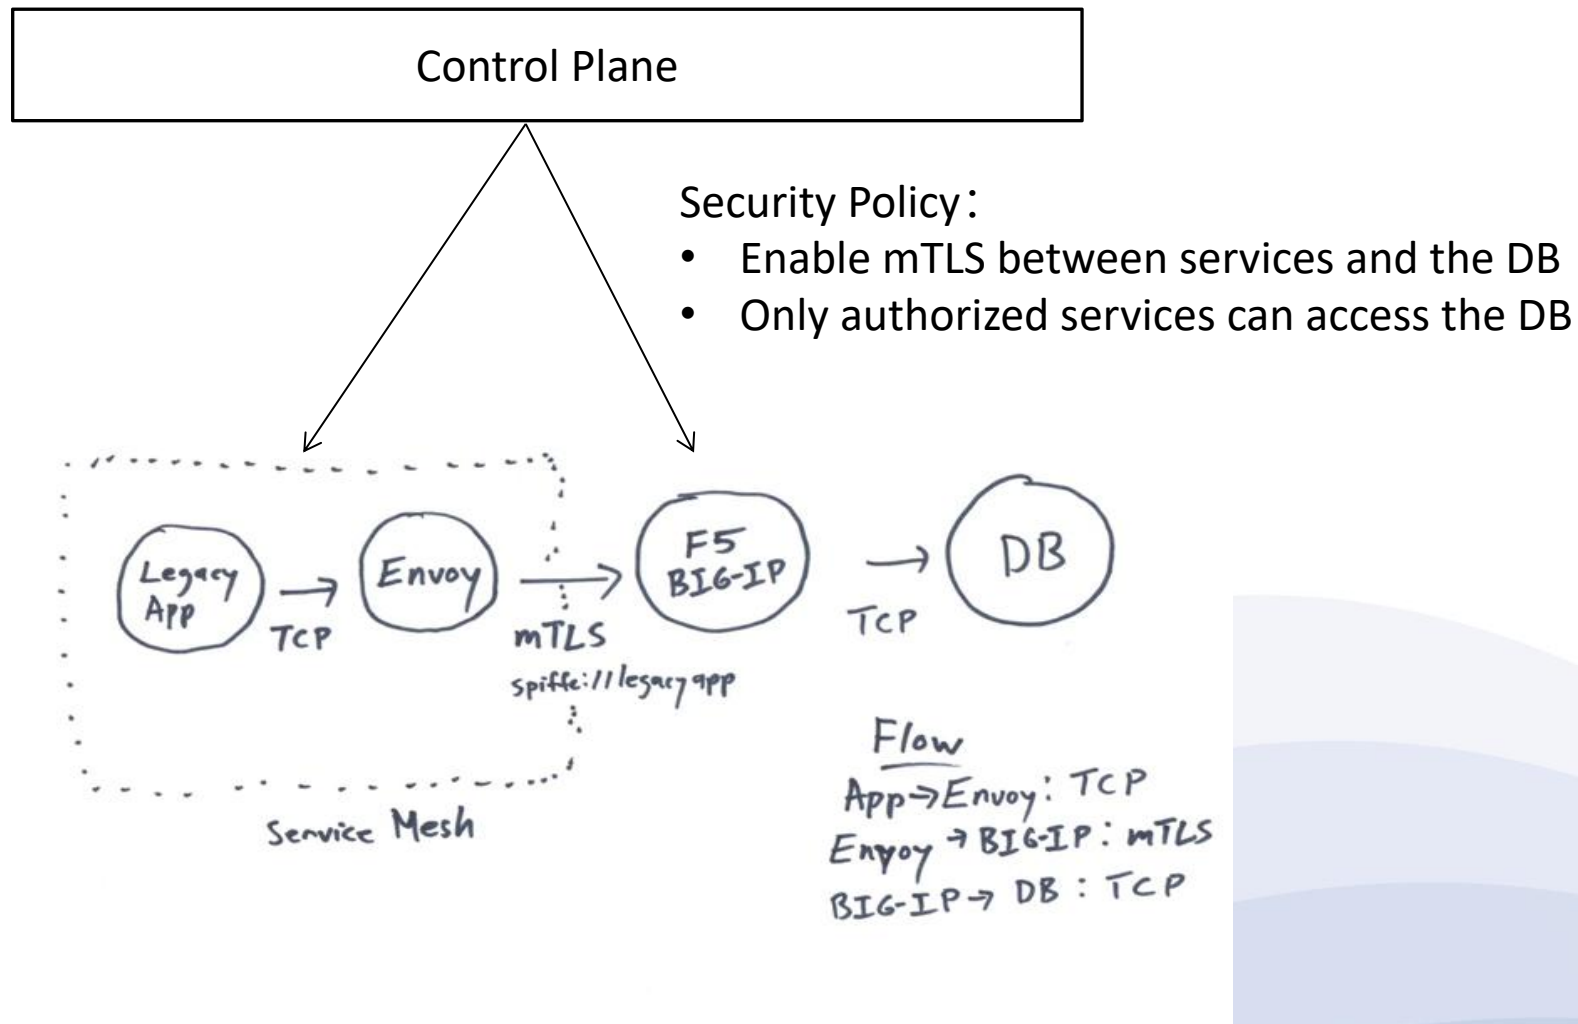 Control Plane
Security Policy：
• Enable mTLS between services and the DB
• Only authorized services can access the DB
Legacy
App
TCP
Envoy
mTLS
spiffe://legacyapp
F5
BIG-IP
TCP
DB
Service Mesh
Flow
App→Envoy: TCP
Envoy → BIG-IP: mTLS
BIG-IP → DB : TCP